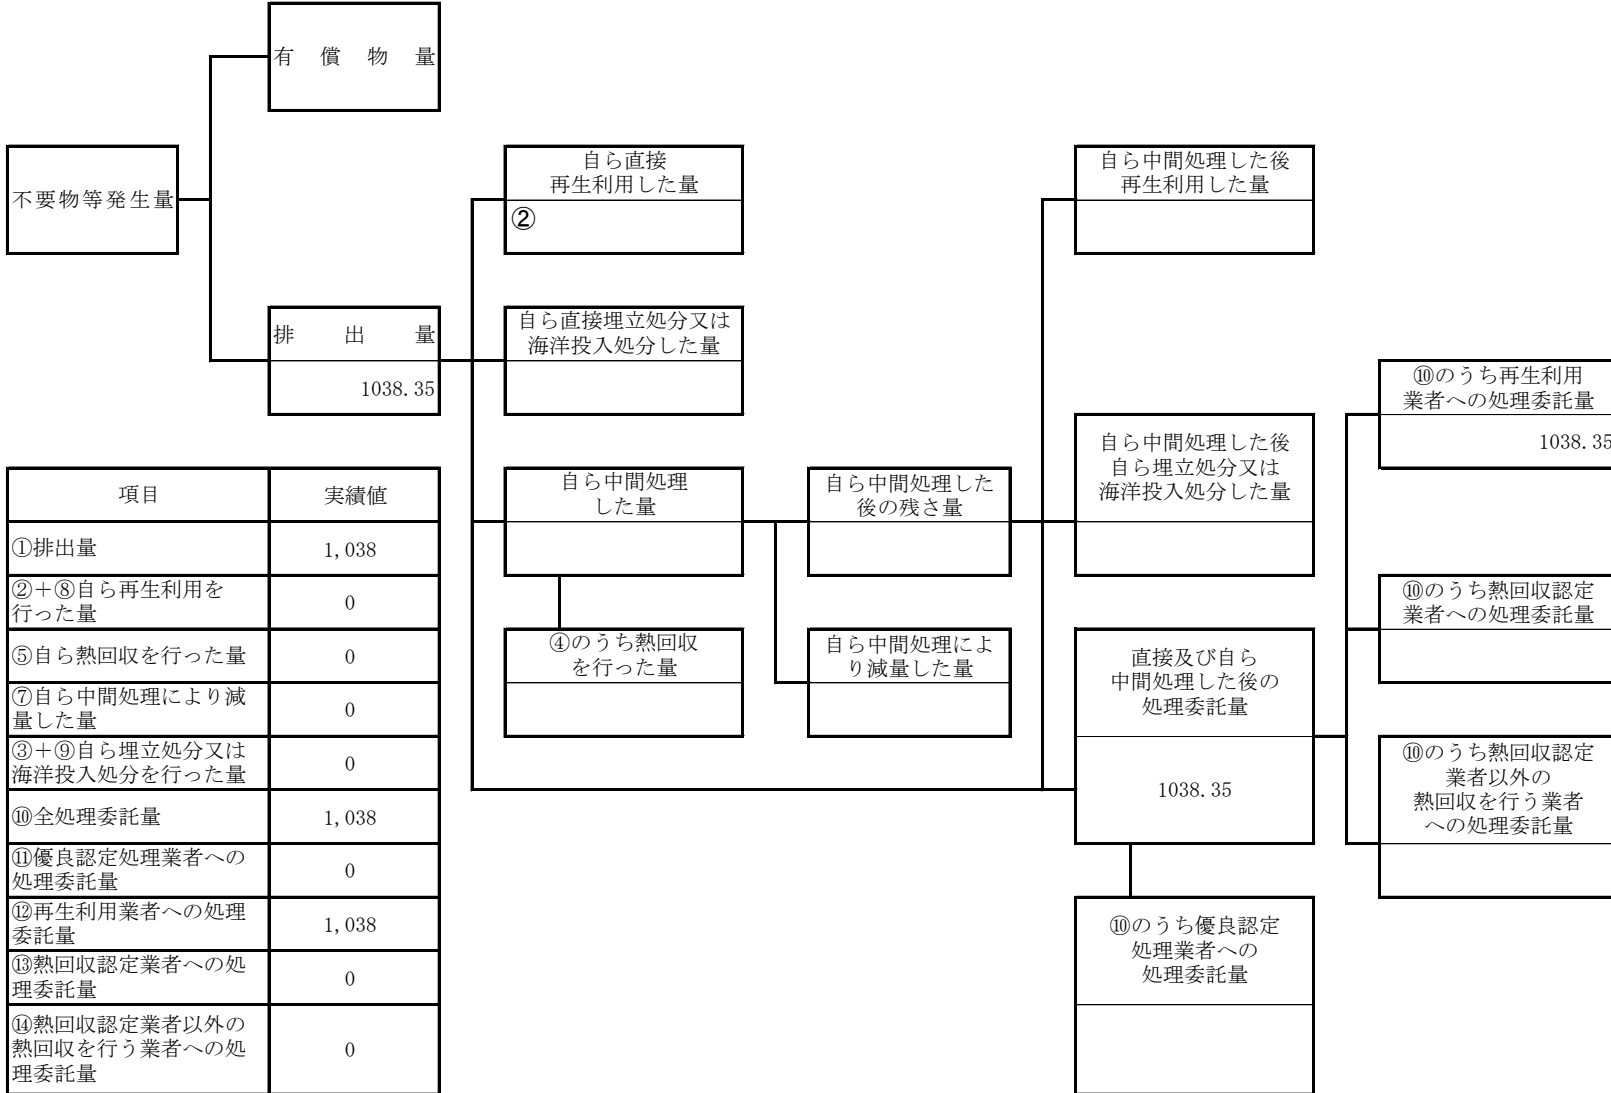 有償物量
不要物等発生量
自ら直接
再生利用した量
②
自ら中間処理した後
再生利用した量
排出量
1038.35
自ら直接埋立処分又は
海洋投入処分した量
自ら中間処理した後
自ら埋立処分又は
海洋投入処分した量
⑩のうち再生利用
業者への処理委託量
1038.35
自ら中間処理
した量
自ら中間処理した
後の残さ量
④のうち熱回収
を行った量
自ら中間処理によ
り減量した量
直接及び自ら
中間処理した後の
処理委託量
1038.35
⑩のうち熱回収認定
業者への処理委託量
⑩のうち熱回収認定
業者以外の
熱回収を行う業者
への処理委託量
⑩のうち優良認定
処理業者への
処理委託量
項目 実績値
①排出量 1,038
②＋⑧自ら再生利用を
行った量 0
⑤自ら熱回収を行った量 0
⑦自ら中間処理により減
量した量 0
③＋⑨自ら埋立処分又は
海洋投入処分を行った量 0
⑩全処理委託量 1,038
⑪優良認定処理業者への
処理委託量 0
⑫再生利用業者への処理
委託量 1,038
⑬熱回収認定業者への処
理委託量 0
⑭熱回収認定業者以外の
熱回収を行う業者への処
理委託量 0